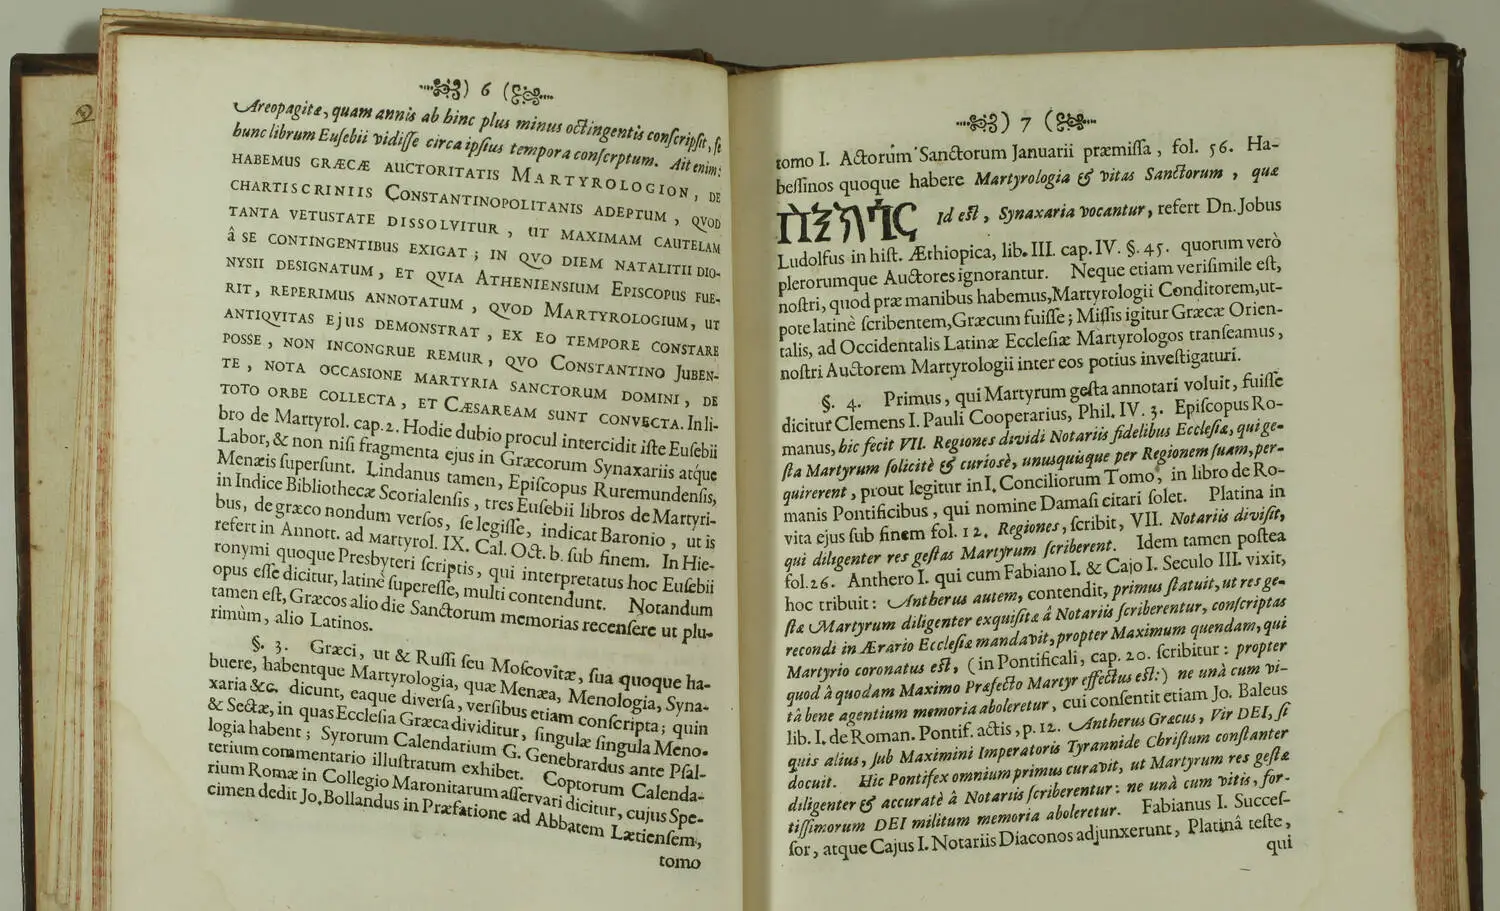 ) 6 (
Areopagitæ, quam annis ab hinc plus minus octingentis conſcripſit, ſe
hunc librum Euſebii vidiſſe circa ipſius tempora conſcrptum. Ait enim:
HABEMUS GRÆCÆ AUCTORITATIS MARTYROLOGION, DE
CHARTIS CRINIIS CONSTANTINOPOLITANIS ADEPTUM, QVOD
TANTA VETUSTATE DISSOLVITUR, UT MAXIMAM CAUTELAM
â SE CONTINGENTIBUS EXIGAT; IN QVO DIEM NATALITII DIO-
NYSII DESIGNATUM, ET QVIA ATHENIENSIUM EPISCOPUS FUE-
RIT, REPERIMUS ANNOTATUM, QVOD MARTYROLOGIUM, UT
ANTIQVITAS EJUS DEMONSTRAT, EX EO TEMPORE CONSTARE
POSSE, NON INCONGRUE REMUR, QVO CONSTANTINO JUBEN-
TE, NOTA OCCASIONE MARTYRIA SANCTORUM DOMINI, DE
TOTO ORBE COLLECTA, ET CÆSAREAM SUNT CONVECTA. In li-
bro de Martyrol. cap. 2. Hodie dubio procul intercidit iſte Euſebii
Labor, & non niſi fragmenta ejus in Græcorum Synaxariis atque
Menæis ſuperſunt. Lindanus tamen, Epiſcopus Ruremundenſis,
in Indice Bibliothecæ Scorialenſis, tres Euſebii libros de Martyri-
bus, de græco nondum verſos, ſe legiſſe, indicat Baronio, ut is
refert in Annott. ad martyrol. IX. Cal. Oct. b. ſub finem. In Hie-
ronymi quoque Presbyteri ſcriptis, qui interpretatus hoc Euſebii
opus eſſe dicitur, latinè ſupereſſe, multi contendunt. Notandum
tamen eſt, Græcos alio die Sanctorum memorias recenſere ut plu-
rimùm, alio Latinos.
§. 3. Græci, ut & Ruſſi ſeu Moſcovitæ, ſua quoque ha-
buere, habentque Martyrologia, quæ Menæa, Menologia, Syna-
xaria &c. dicunt, eaque diverſa, verſibus etiam conſcripta; quin
& Sectæ, in quas Eccleſia Græca dividitur, ſingulæ ſingula Meno-
logia habent; Syrorum Calendarium G. Genebrardus ante Pſal-
terium commentario illuſtratum exhibet. Coptorum Calenda-
rium Romæ in Collegio Maronitarum aſſervari dicitur, cujus Spe-
cimen dedit Jo. Bollandus in Præfatione ad Abbatem Lætienſem,
tomo
) 7 (
tomo I. Actorum Sanctorum Januarii præmiſſa, fol. 56. Ha-
beſſinos quoque habere Martyrologia & vitas Sanctorum, quæ
Id eſt, Synaxaria vocantur, refert Dn. Jobus
Ludolfus in hiſt. Æthiopica, lib. III. cap. IV. §. 45. quorum verò
plerorumque Auctores ignorantur. Neque etiam veriſimile eſt,
noſtri, quod præ manibus habemus, Martyrologii Conditorem, ut-
pote latinè ſcribentem, Græcum fuiſſe; Miſſis igitur Græcæ Orien-
talis, ad Occidentalis Latinæ Eccleſiæ Martyrologos tranſeamus,
noſtri Auctorem Martyrologii inter eos potius inveſtigaturi.
§. 4. Primus, qui Martyrum geſta annotari voluit, fuiſſe
dicitur Clemens I. Pauli Cooperarius, Phil. IV. 3. Epiſcopus Ro-
manus, hic fecit VII. Regiones dividi Notariis fidelibus Eccleſiæ, qui ge-
ſta Martyrum ſolicitè & curioſè, unusquisque per Regionem ſuam, per-
quirerent, prout legitur in I. Conciliorum Tomo, in libro de Ro-
manis Pontificibus, qui nomine Damaſi citari ſolet. Platina in
vita ejus ſub finem fol. 12. Regiones, ſcribit, VII. Notariis diviſit,
qui diligenter res geſtas Martyrum ſcriberent. Idem tamen poſtea
fol. 26. Anthero I. qui cum Fabiano I. & Cajo I. Seculo III. vixit,
hoc tribuit: Antherus autem, contendit, primus ſtatuit, ut res ge-
ſtæ Martyrum diligenter exquiſitæ â Notariis ſcriberentur, conſcriptas
recondi in Ærario Eccleſiæ mandavit, propter Maximum quendam, qui
Martyrio coronatus eſt, (in Pontificali, cap. 20. ſcribitur: propter
quod â quodam Maximo Præfecto Martyr effectus eſt:) ne unà cum vi-
tâ bene agentium memoria aboleretur, cui conſentit etiam Jo. Baleus
lib. I. de Roman. Pontif. actis, p. 12. Antherus Græcus, Vir DEI, ſi
quis alius, ſub Maximini Imperatoris Tyrannide Chriſtum conſtanter
docuit. Hic Pontifex omnium primus curavit, ut Martyrum res geſtæ
diligenter & accuratè â Notariis ſcriberentur: ne unà cum vitis, for-
tiſſimorum DEI militum memoria aboleretur. Fabianus I. Succeſ-
ſor, atque Cajus I. Notariis Diaconos adjunxerunt, Platinâ teſte,
qui